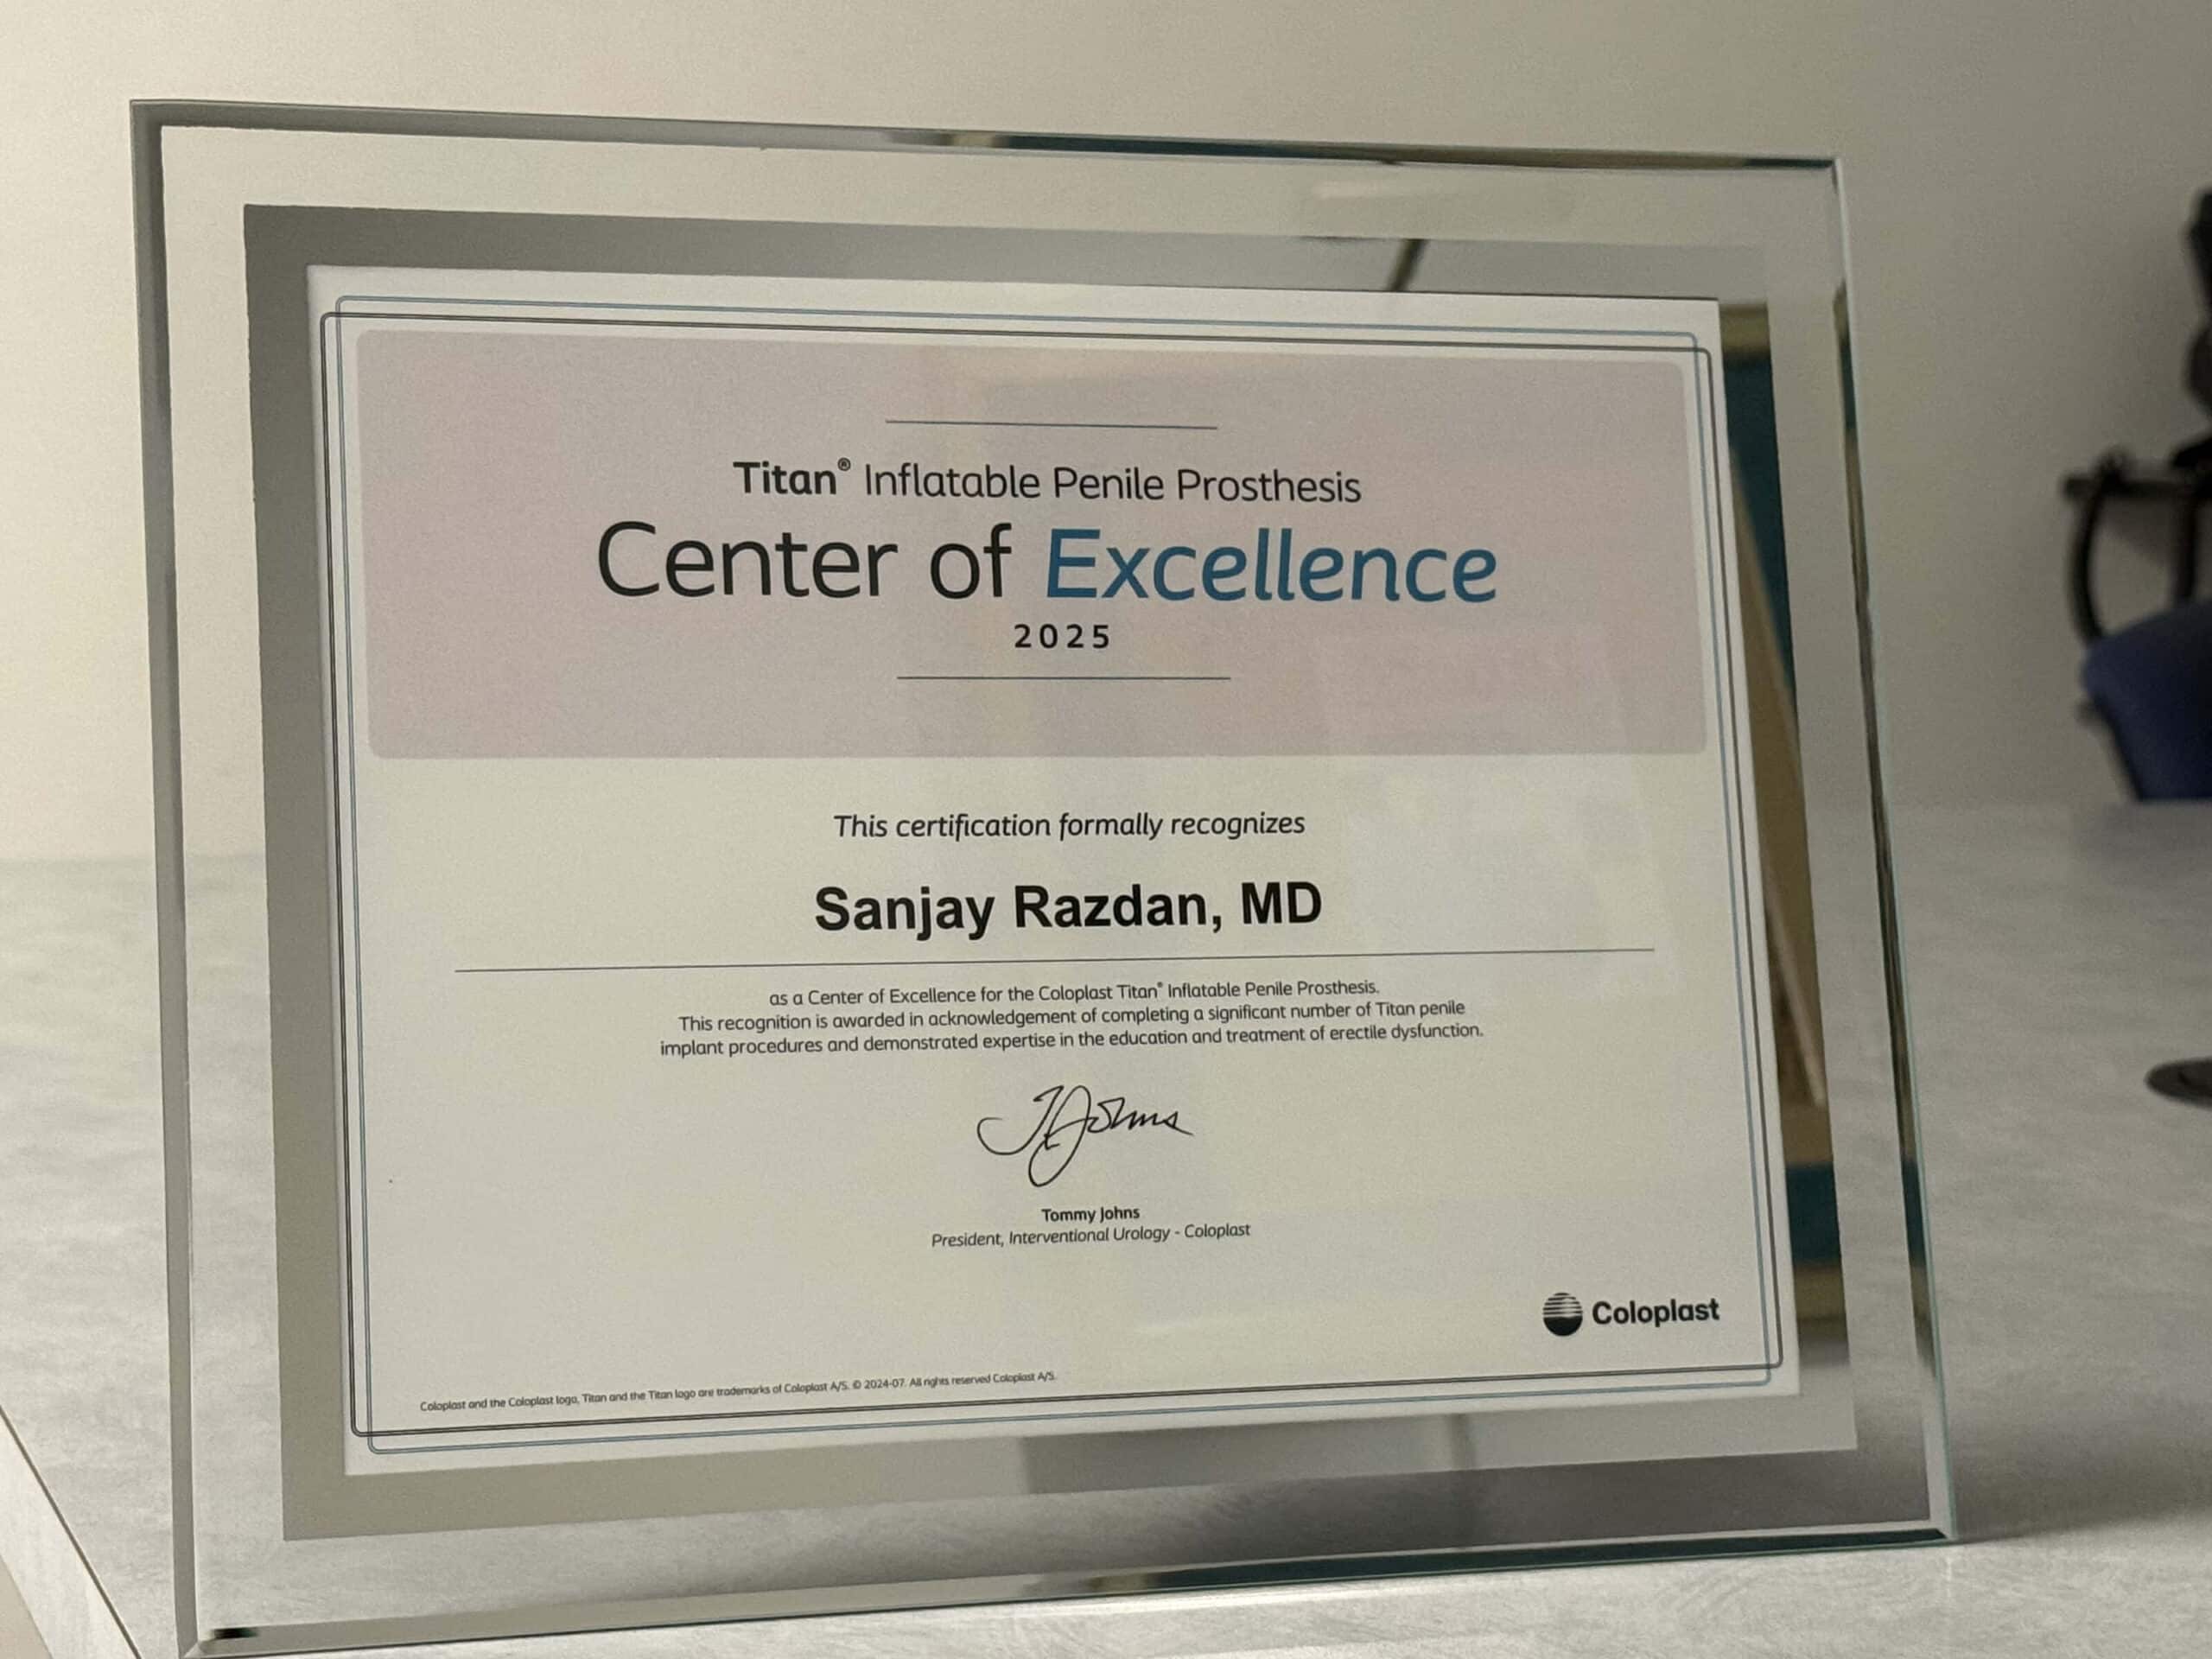 Titan® Inflatable Penile Prosthesis
Center of Excellence
2025
This certification formally recognizes
Sanjay Razdan, MD
as a Center of Excellence for the Coloplast Titan® Inflatable Penile Prosthesis.
This recognition is awarded in acknowledgement of completing a significant number of Titan penile
implant procedures and demonstrated expertise in the education and treatment of erectile dysfunction.
TJohns
Tommy Johns
President, Interventional Urology - Coloplast
Coloplast
Coloplast and the Coloplast logo, Titan and the Titan logo are trademarks of Coloplast A/S. © 2024-07. All rights reserved Coloplast A/S.